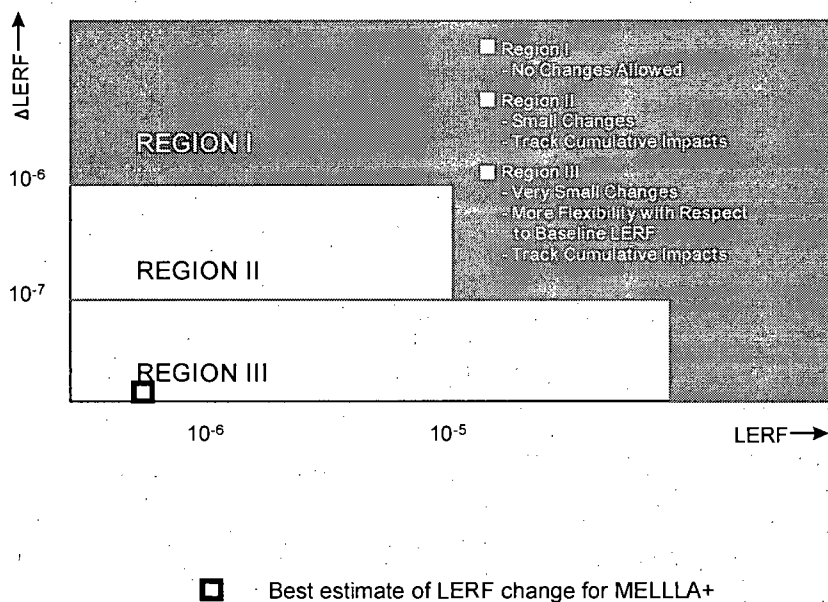 ΔLERF
Region I
- No Changes Allowed
Region II
- Small Changes
- Track Cumulative Impacts
REGION I
Region III
- Very Small Changes
- More Flexibility with Respect
to Baseline LERF
- Track Cumulative Impacts
10⁻⁶
REGION II
10⁻⁷
REGION III
10⁻⁶
10⁻⁵
LERF
Best estimate of LERF change for MELLLA+